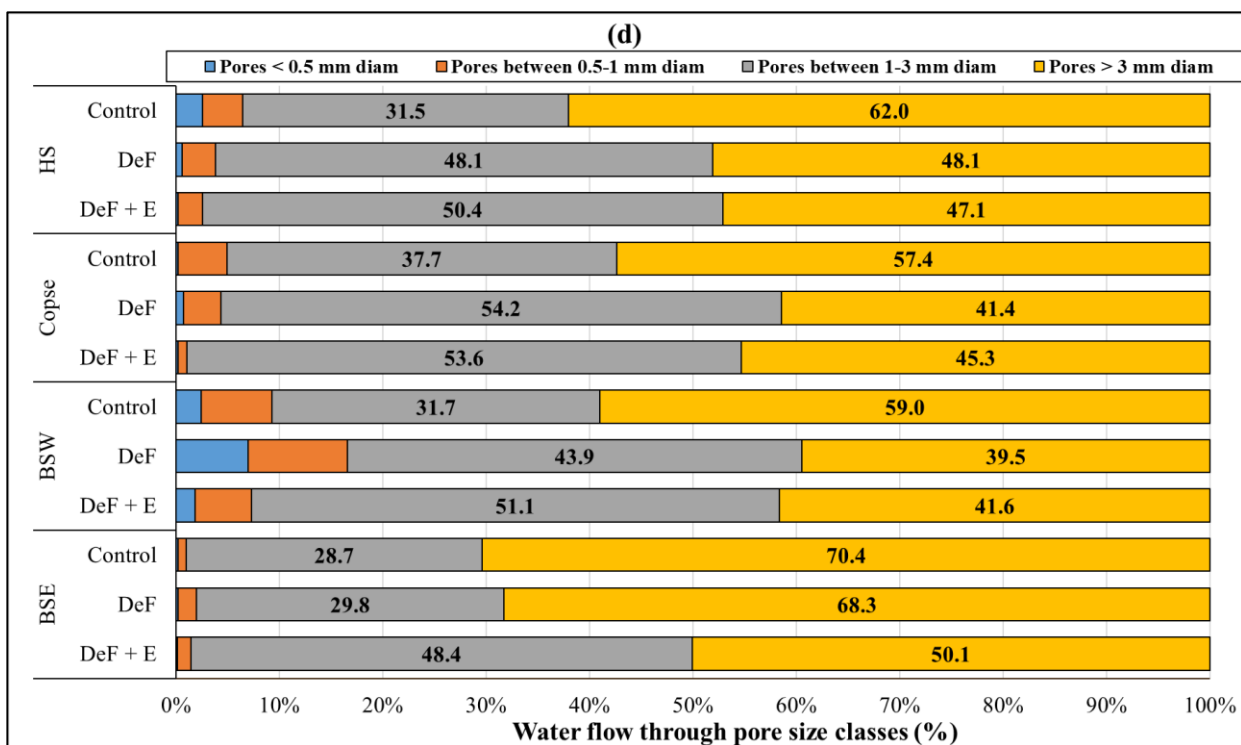 (d)
Pores < 0.5 mm diam Pores between 0.5-1 mm diam Pores between 1-3 mm diam Pores > 3 mm diam
HS
Control 31.5 62.0
DeF 48.1 48.1
DeF + E 50.4 47.1
Copse
Control 37.7 57.4
DeF 54.2 41.4
DeF + E 53.6 45.3
BSW
Control 31.7 59.0
DeF 43.9 39.5
DeF + E 51.1 41.6
BSE
Control 28.7 70.4
DeF 29.8 68.3
DeF + E 48.4 50.1
0% 10% 20% 30% 40% 50% 60% 70% 80% 90% 100%
Water flow through pore size classes (%)